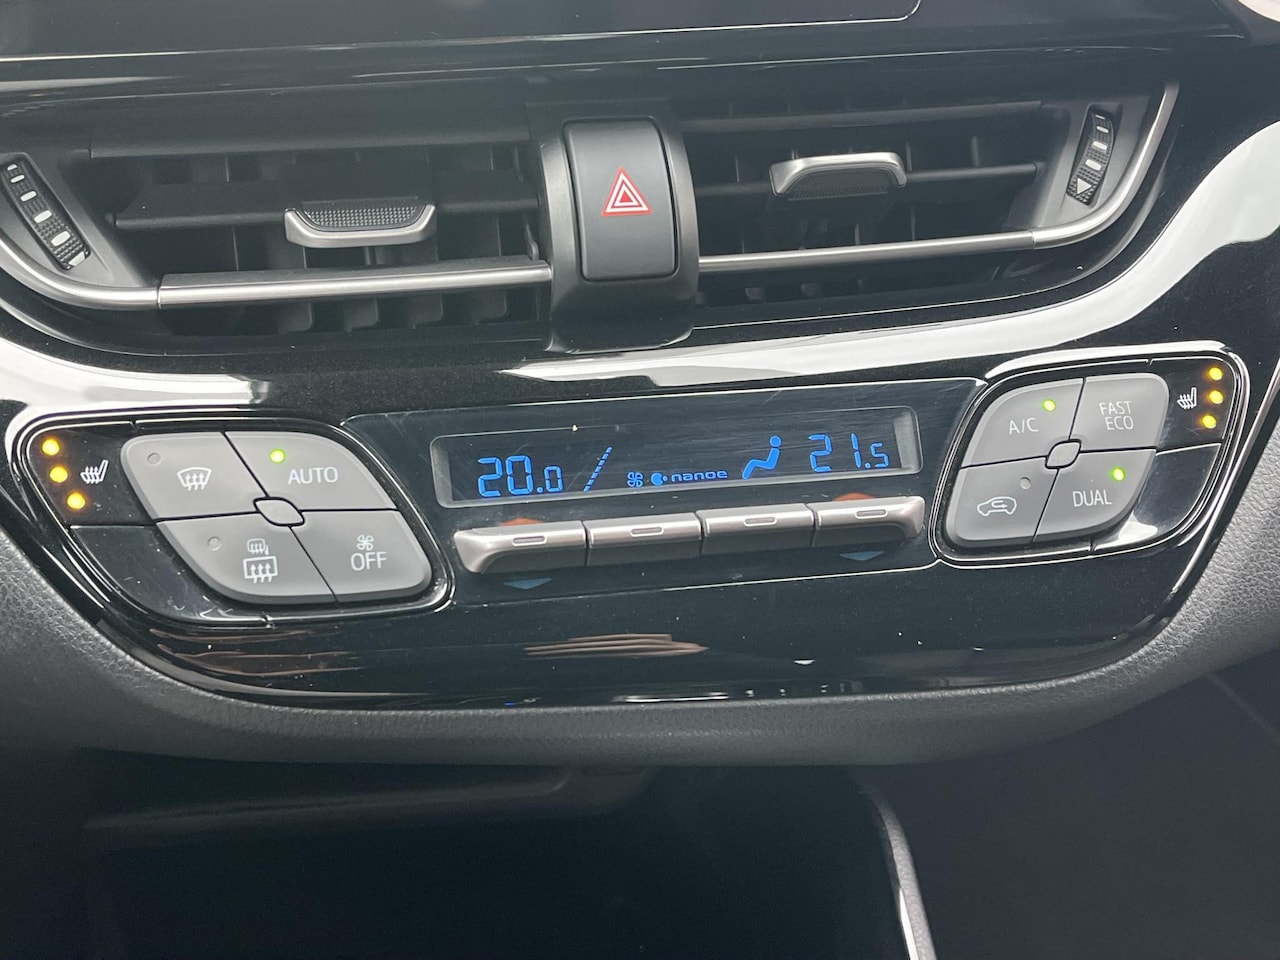 20.0
nanoe
21.5
AUTO
OFF
A/C
FAST
ECO
DUAL